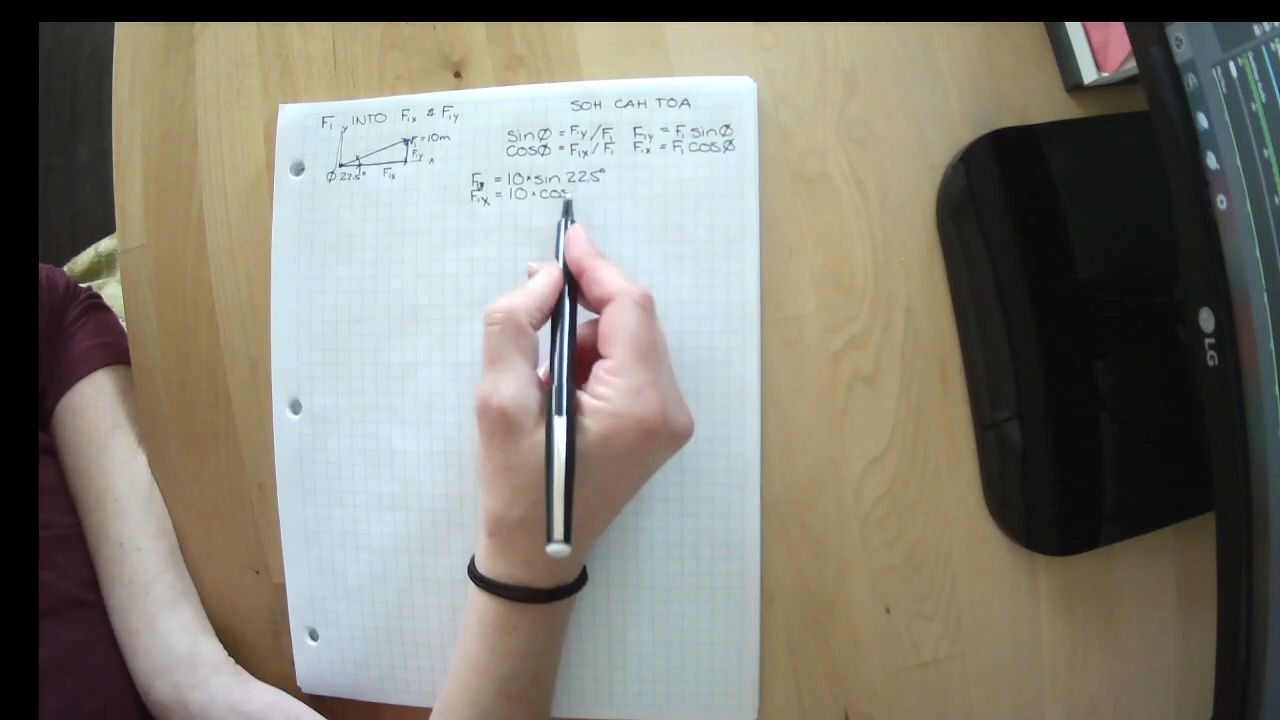 SOH CAH TOA
F₁ INTO F₁ₓ & F₁y
y
F₁ = 10m
F₁y
x
Ø 22.5°
F₁ₓ
sinØ = F₁y/F₁ F₁y = F₁ sinØ
cosØ = F₁ₓ/F₁ F₁ₓ = F₁ cosØ
F₁y = 10 · sin 22.5°
F₁ₓ = 10 · cos
LG